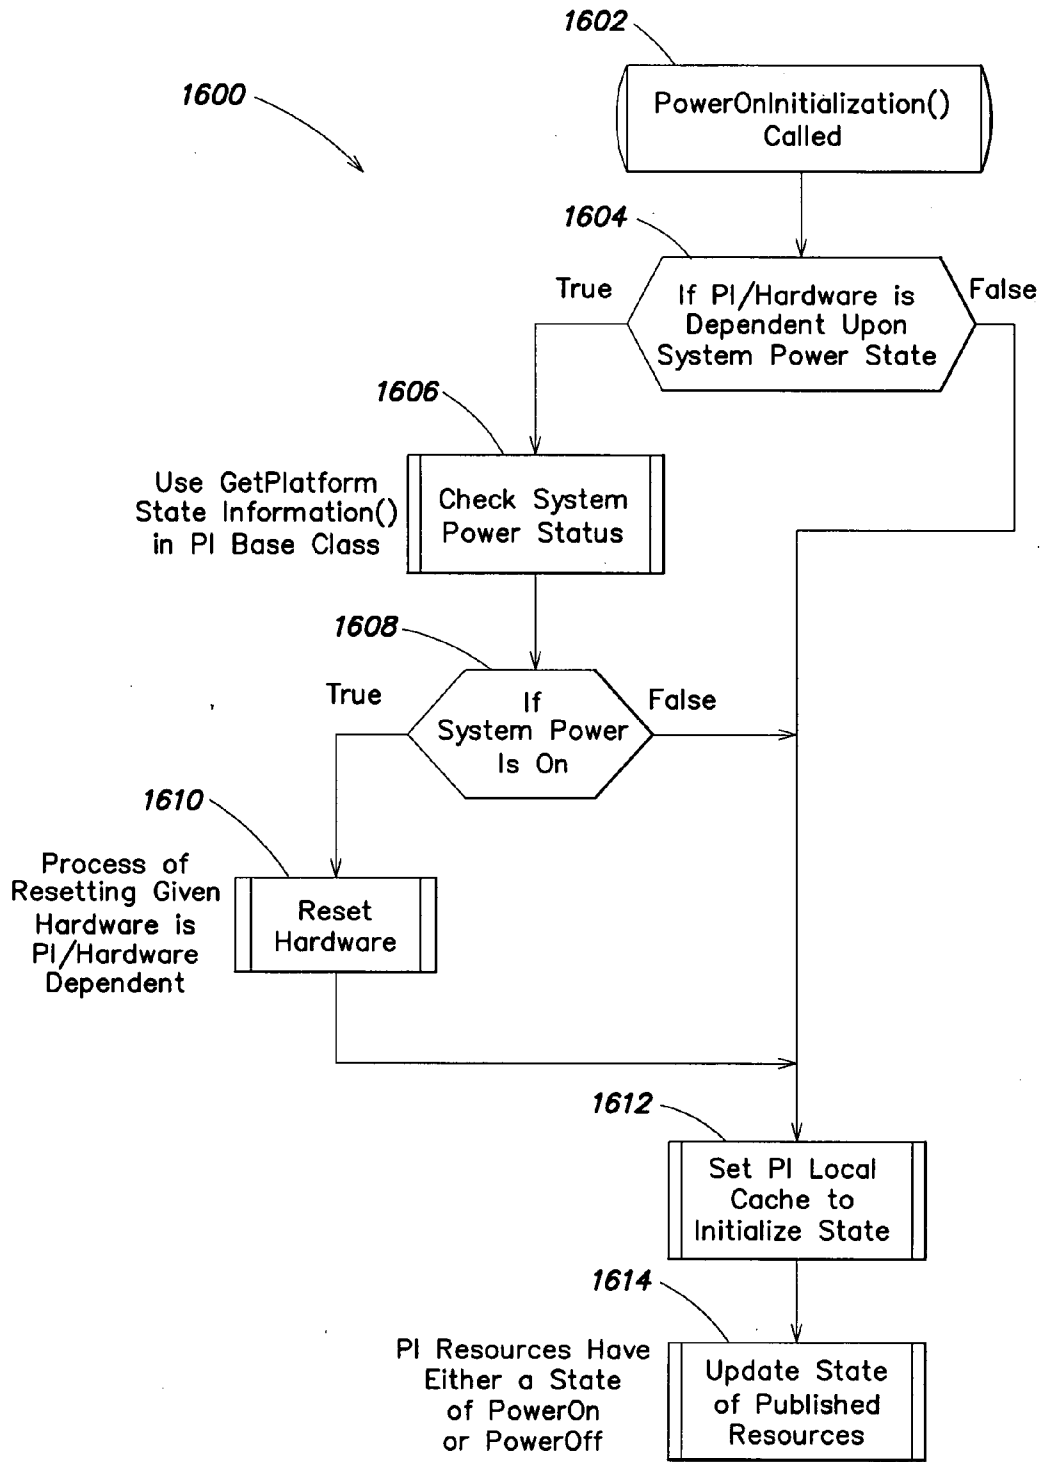 1602
1600
PowerOnInitialization()
Called
1604
True
False
If PI/Hardware is
Dependent Upon
System Power State
1606
Use GetPlatform
State Information()
in PI Base Class
Check System
Power Status
1608
True
False
If
System Power
Is On
1610
Process of
Resetting Given
Hardware is
PI/Hardware
Dependent
Reset
Hardware
1612
Set PI Local
Cache to
Initialize State
1614
PI Resources Have
Either a State
of PowerOn
or PowerOff
Update State
of Published
Resources